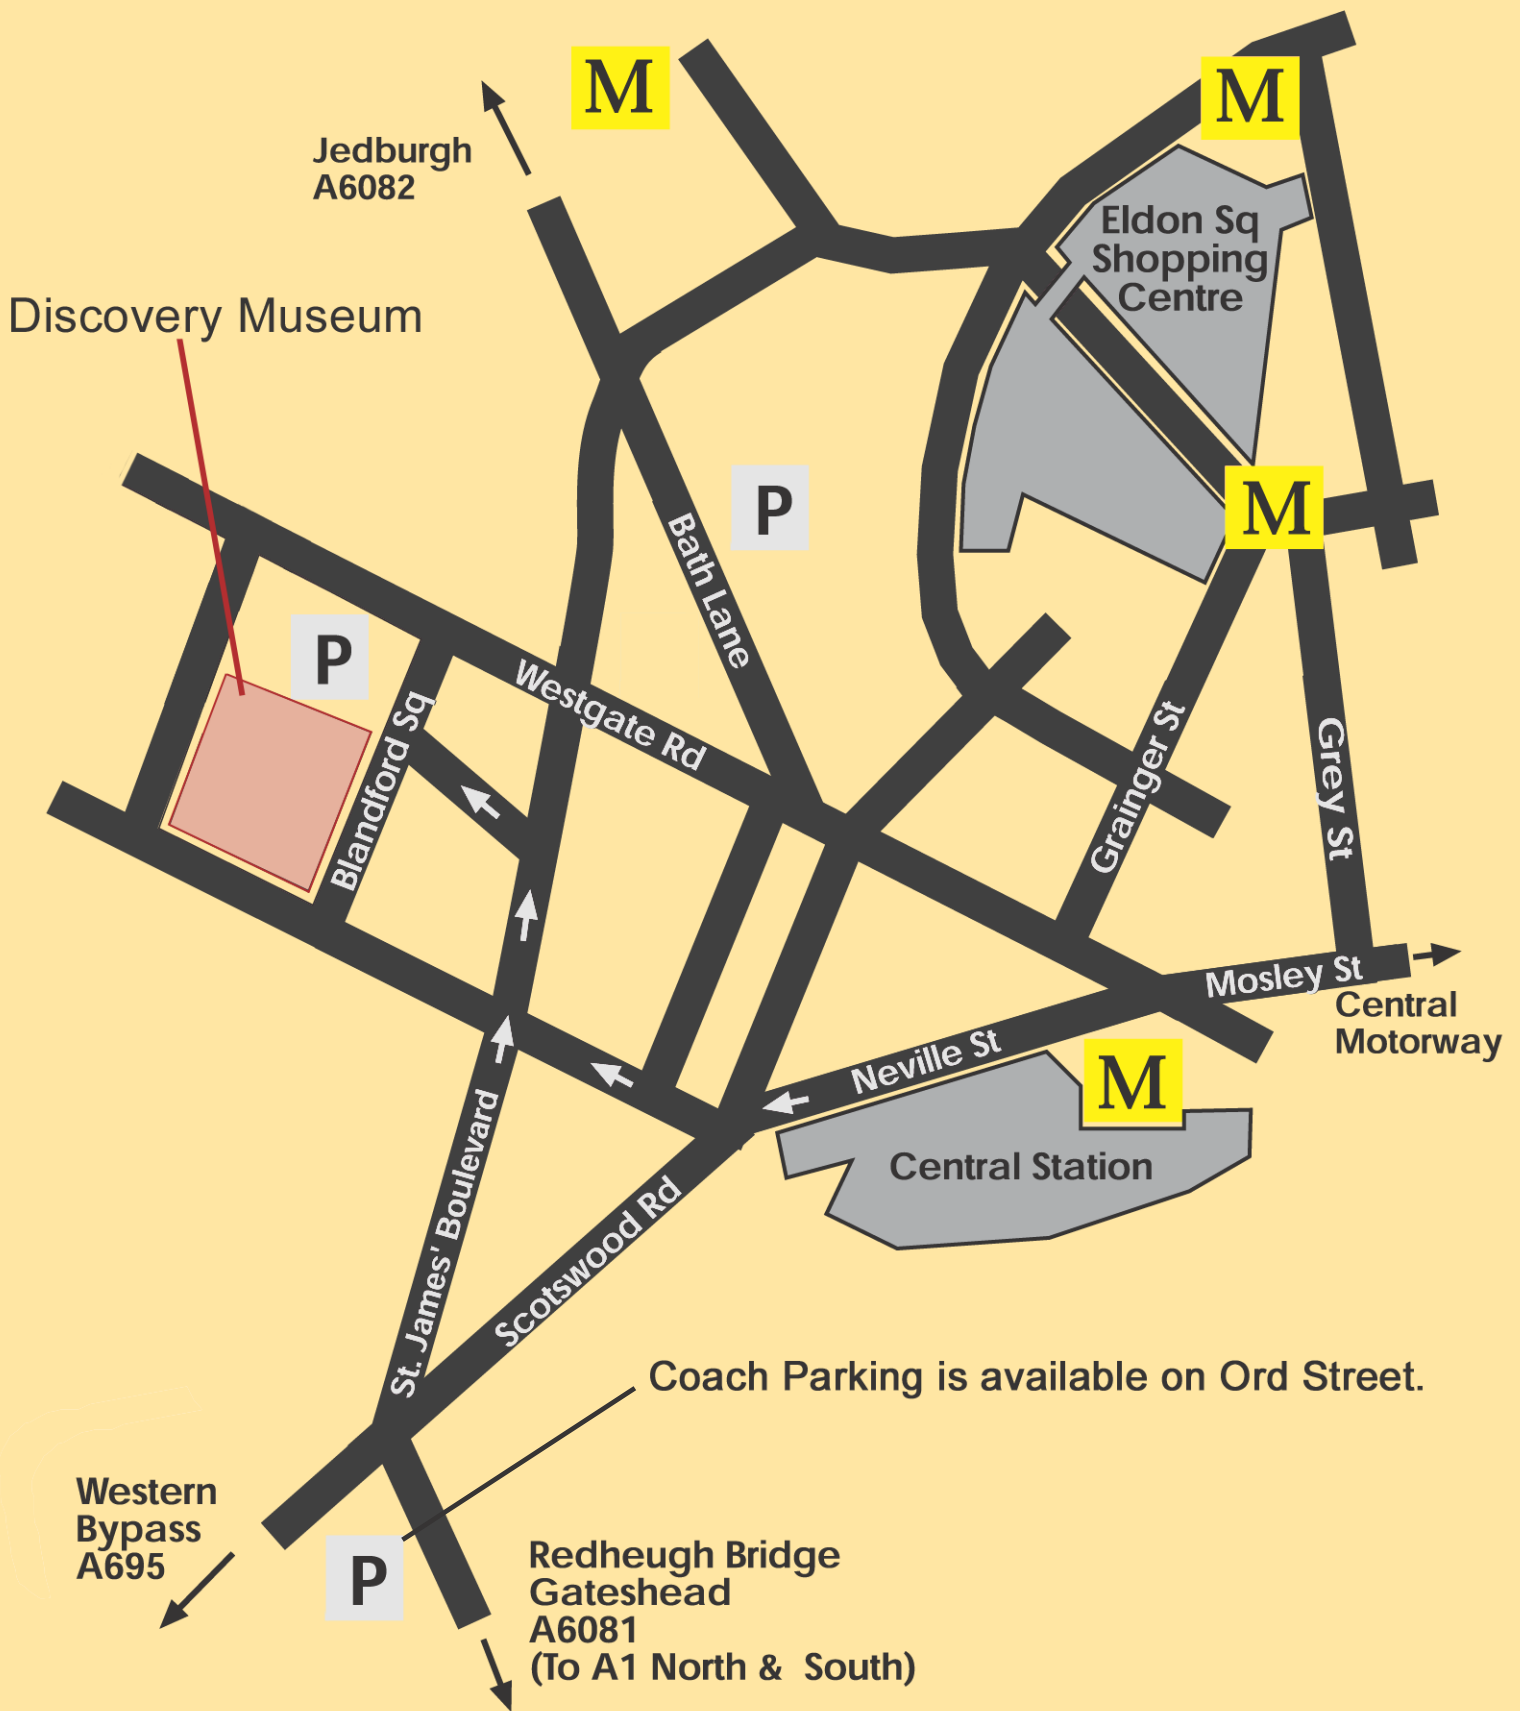 M
M
Jedburgh
A6082
Eldon Sq
Shopping
Centre
Discovery Museum
P
M
Bath Lane
P
Westgate Rd
Blandford Sq
Grainger St
Grey St
Mosley St
Central
Motorway
Neville St
M
Central Station
St. James' Boulevard
Scotswood Rd
Coach Parking is available on Ord Street.
Western
Bypass
A695
P
Redheugh Bridge
Gateshead
A6081
(To A1 North & South)